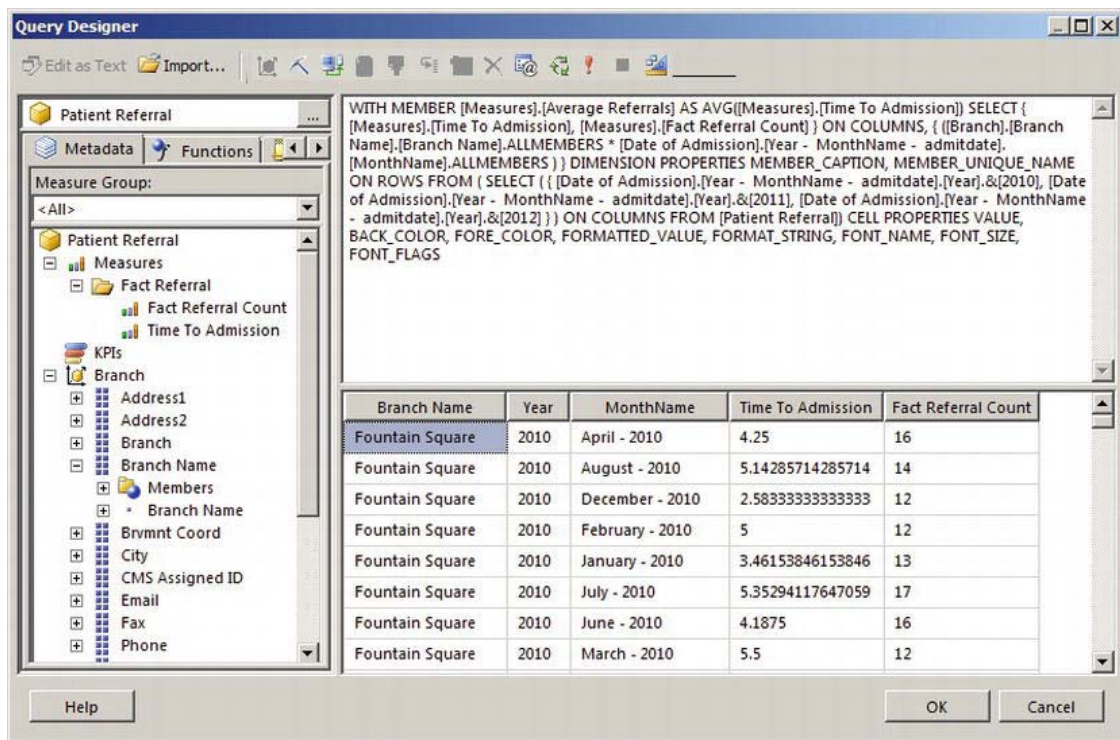 Query Designer
Edit as Text Import...
Patient Referral ...
Metadata Functions
Measure Group:
<All>
Patient Referral
Measures
Fact Referral
Fact Referral Count
Time To Admission
KPIs
Branch
Address1
Address2
Branch
Branch Name
Members
Branch Name
Brvmnt Coord
City
CMS Assigned ID
Email
Fax
Phone
WITH MEMBER [Measures].[Average Referrals] AS AVG([Measures].[Time To Admission]) SELECT {
[Measures].[Time To Admission], [Measures].[Fact Referral Count] } ON COLUMNS, { ([Branch].[Branch
Name].[Branch Name].ALLMEMBERS * [Date of Admission].[Year - MonthName - admitdate].
[MonthName].ALLMEMBERS ) } DIMENSION PROPERTIES MEMBER_CAPTION, MEMBER_UNIQUE_NAME
ON ROWS FROM ( SELECT ( { [Date of Admission].[Year - MonthName - admitdate].[Year].&[2010], [Date
of Admission].[Year - MonthName - admitdate].[Year].&[2011], [Date of Admission].[Year - MonthName
- admitdate].[Year].&[2012] } ) ON COLUMNS FROM [Patient Referral]) CELL PROPERTIES VALUE,
BACK_COLOR, FORE_COLOR, FORMATTED_VALUE, FORMAT_STRING, FONT_NAME, FONT_SIZE,
FONT_FLAGS
Branch Name Year MonthName Time To Admission Fact Referral Count
Fountain Square 2010 April - 2010 4.25 16
Fountain Square 2010 August - 2010 5.14285714285714 14
Fountain Square 2010 December - 2010 2.58333333333333 12
Fountain Square 2010 February - 2010 5 12
Fountain Square 2010 January - 2010 3.46153846153846 13
Fountain Square 2010 July - 2010 5.35294117647059 17
Fountain Square 2010 June - 2010 4.1875 16
Fountain Square 2010 March - 2010 5.5 12
Help OK Cancel